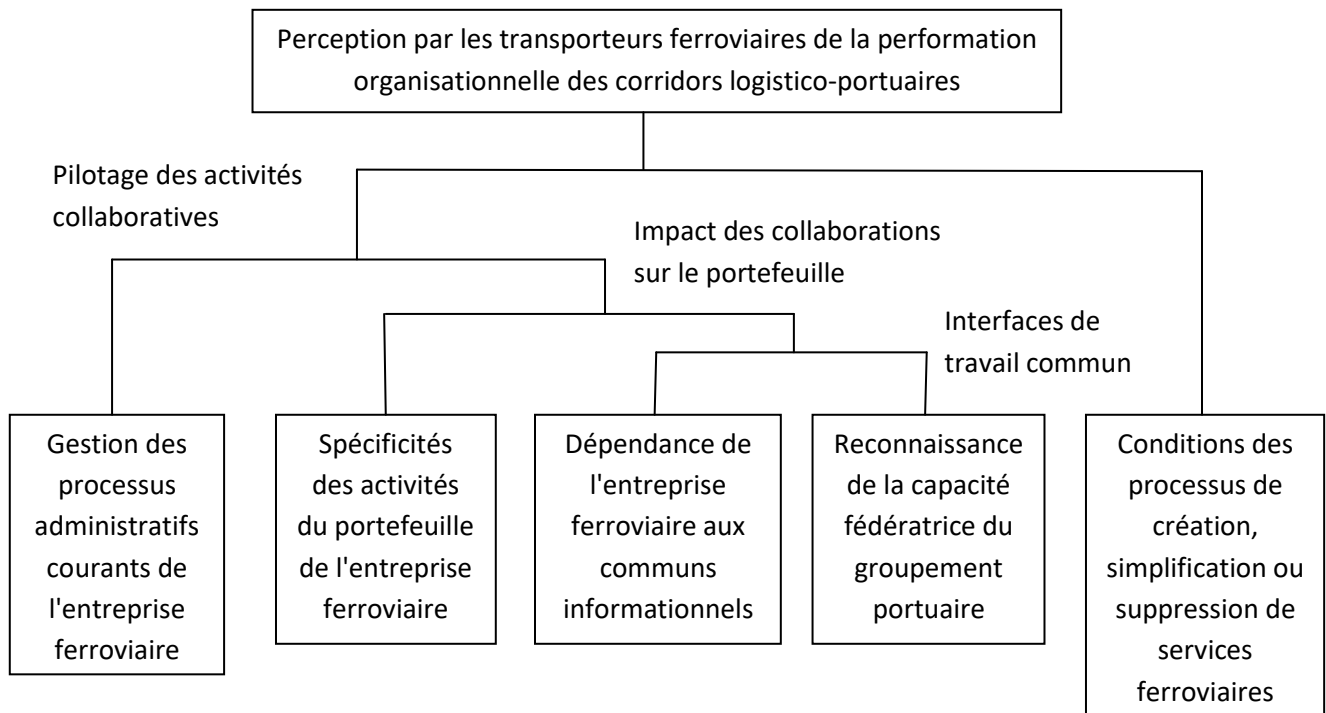 Perception par les transporteurs ferroviaires de la performation
organisationnelle des corridors logistico-portuaires
Pilotage des activités
collaboratives
Impact des collaborations
sur le portefeuille
Interfaces de
travail commun
Gestion des
processus
administratifs
courants de
l'entreprise
ferroviaire
Spécificités
des activités
du portefeuille
de l'entreprise
ferroviaire
Dépendance de
l'entreprise
ferroviaire aux
communs
informationnels
Reconnaissance
de la capacité
fédératrice du
groupement
portuaire
Conditions des
processus de
création,
simplification ou
suppression de
services
ferroviaires